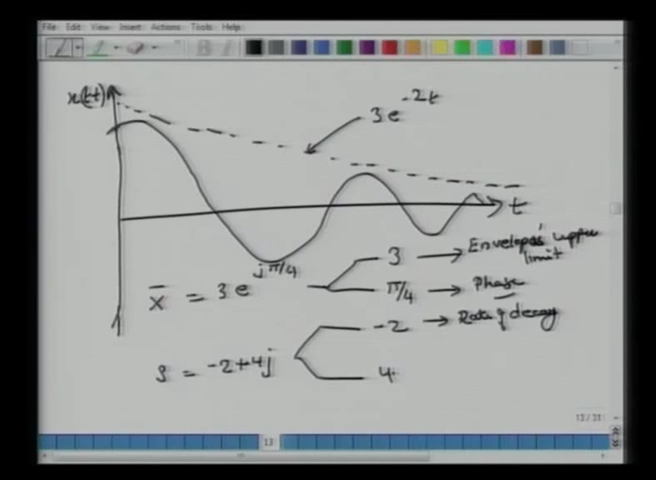 File Edit View Insert Actions Tools Help
x(t)
3e^{-2t}
t
X̄ = 3e^{jπ/4}
3 → Envelope's upper limit
π/4 → Phase
s = -2+4j
-2 → Rate of decay
4
13